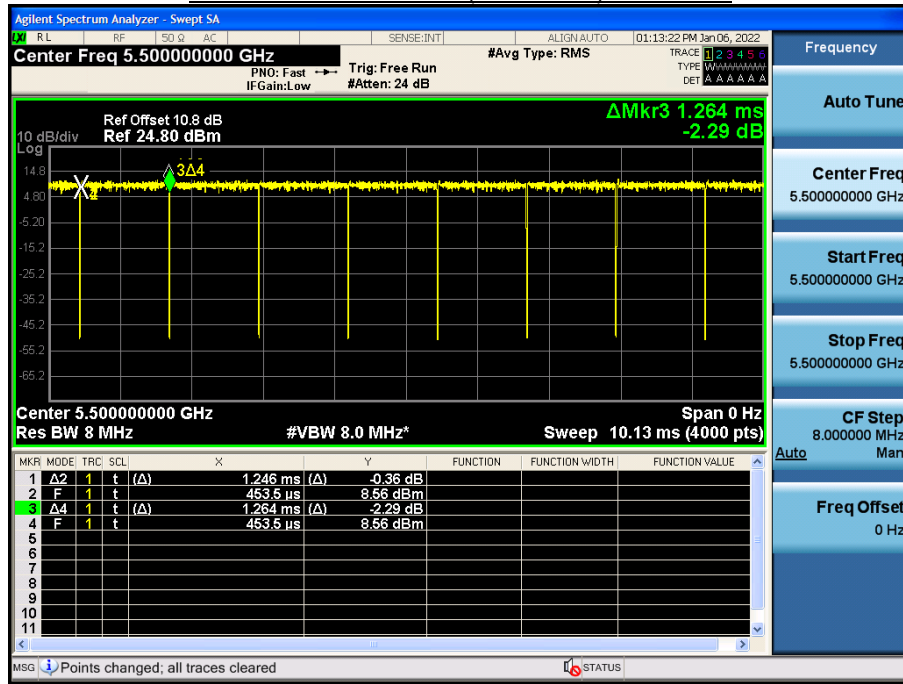 Agilent Spectrum Analyzer - Swept SA
LXI RL RF 50 Ω AC SENSE:INT ALIGNAUTO 01:13:22 PM Jan 06, 2022
Center Freq 5.500000000 GHz #Avg Type: RMS TRACE 1 2 3 4 5 6
PNO: Fast Trig: Free Run TYPE WWWWWW
IFGain:Low #Atten: 24 dB DET A A A A A A
Frequency
Auto Tune
Center Freq
5.500000000 GHz
Start Freq
5.500000000 GHz
Stop Freq
5.500000000 GHz
CF Step
8.000000 MHz
Auto Man
Freq Offset
0 Hz
ΔMkr3 1.264 ms
-2.29 dB
Ref Offset 10.8 dB
10 dB/div Ref 24.80 dBm
Log
14.8
4.80
-5.20
-15.2
-25.2
-35.2
-45.2
-55.2
-65.2
3Δ4
4
Center 5.500000000 GHz Span 0 Hz
Res BW 8 MHz #VBW 8.0 MHz* Sweep 10.13 ms (4000 pts)
MKR MODE TRC SCL X Y FUNCTION FUNCTION WIDTH FUNCTION VALUE
1 Δ2 1 t (Δ) 1.246 ms (Δ) -0.36 dB
2 F 1 t 453.5 µs 8.56 dBm
3 Δ4 1 t (Δ) 1.264 ms (Δ) -2.29 dB
4 F 1 t 453.5 µs 8.56 dBm
5
6
7
8
9
10
11
MSG Points changed; all traces cleared STATUS